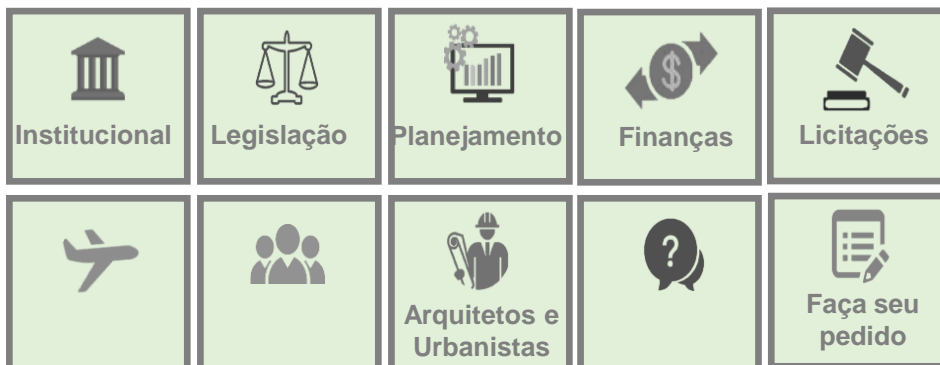 Institucional
Legislação
Planejamento
Finanças
Licitações
Arquitetos e
Urbanistas
Faça seu
pedido